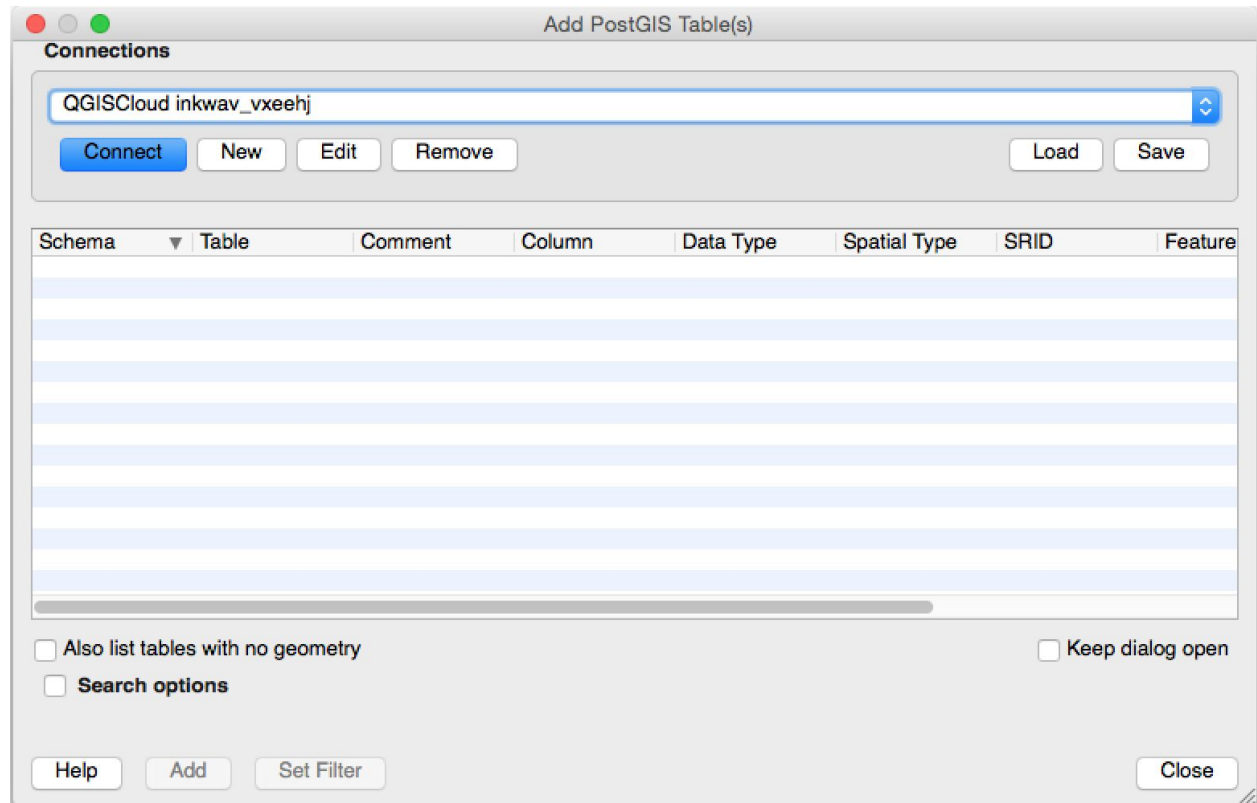 Add PostGIS Table(s)
Connections
QGISCloud inkwav_vxeehj
Connect New Edit Remove Load Save
Schema Table Comment Column Data Type Spatial Type SRID Feature
Also list tables with no geometry Keep dialog open
Search options
Help Add Set Filter Close